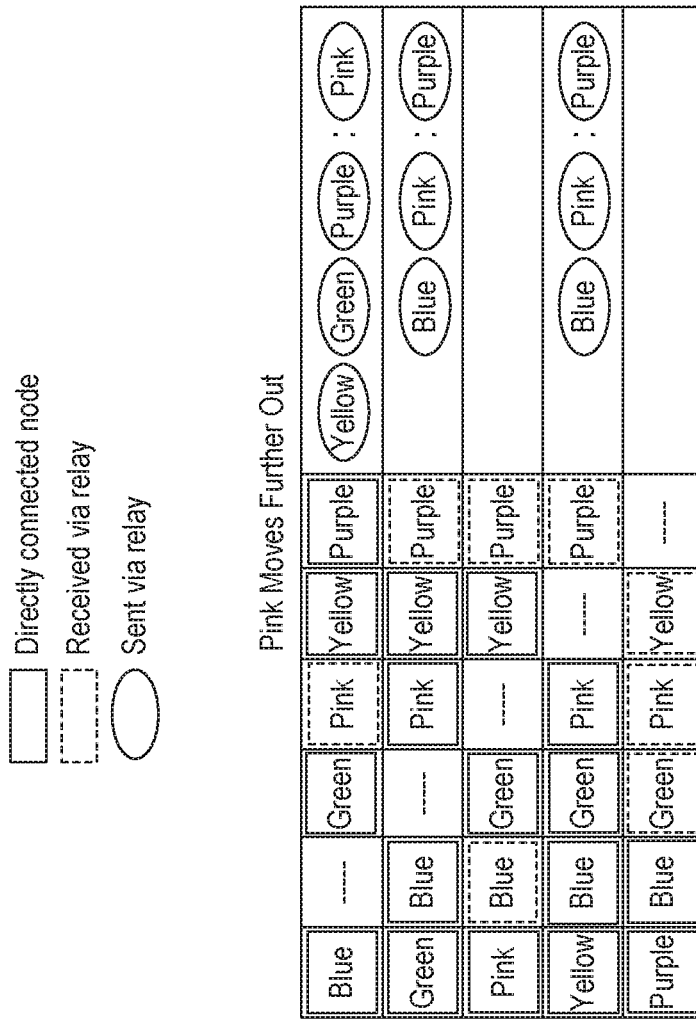 Directly connected node
Received via relay
Sent via relay
Pink Moves Further Out
Blue ----- Green Pink Yellow Purple Yellow Green Purple : Pink
Green Blue ----- Pink Yellow Purple Blue Pink : Purple
Pink Blue Green ----- Yellow Purple
Yellow Blue Green Pink ----- Purple Blue Pink : Purple
Purple Blue Green Pink Yellow -----